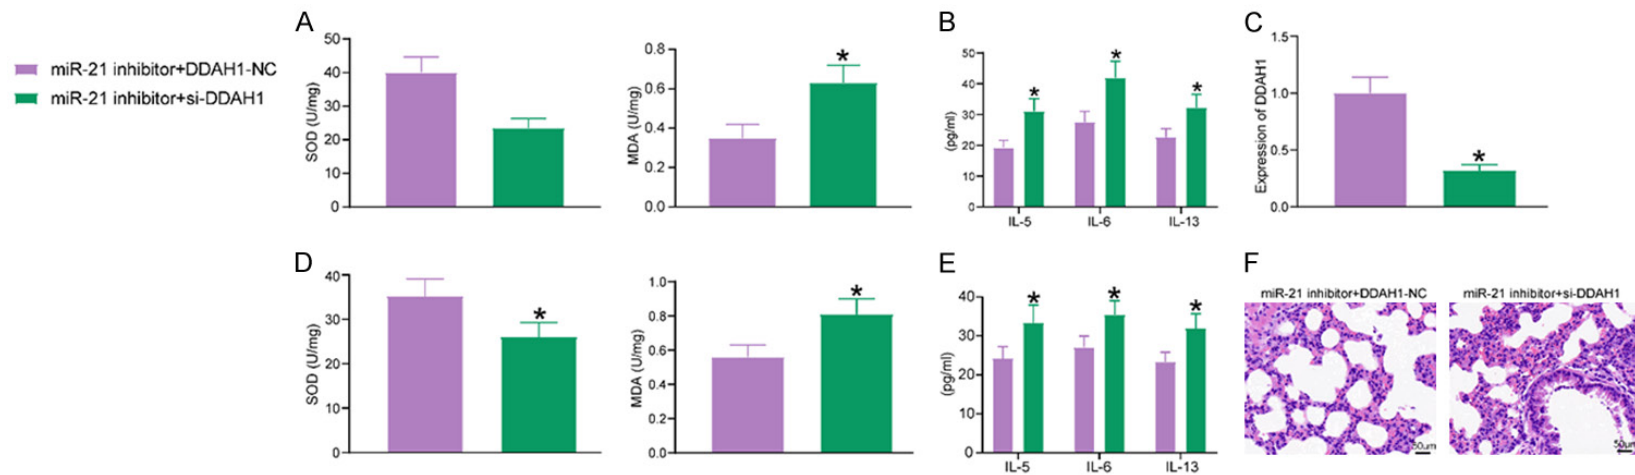 miR-21 inhibitor+DDAH1-NC
miR-21 inhibitor+si-DDAH1
A
SOD (U/mg)
50
40
30
20
10
0
MDA (U/mg)
0.8
0.6
0.4
0.2
0.0
*
B
(pg/ml)
50
40
30
20
10
0
* * *
IL-5 IL-6 IL-13
C
Expression of DDAH1
1.5
1.0
0.5
0.0
*
D
SOD (U/mg)
40
30
20
10
0
*
MDA (U/mg)
1.0
0.8
0.6
0.4
0.2
0.0
*
E
(pg/ml)
40
30
20
10
0
* * *
IL-5 IL-6 IL-13
F
miR-21 inhibitor+DDAH1-NC
miR-21 inhibitor+si-DDAH1
50μm
50μm